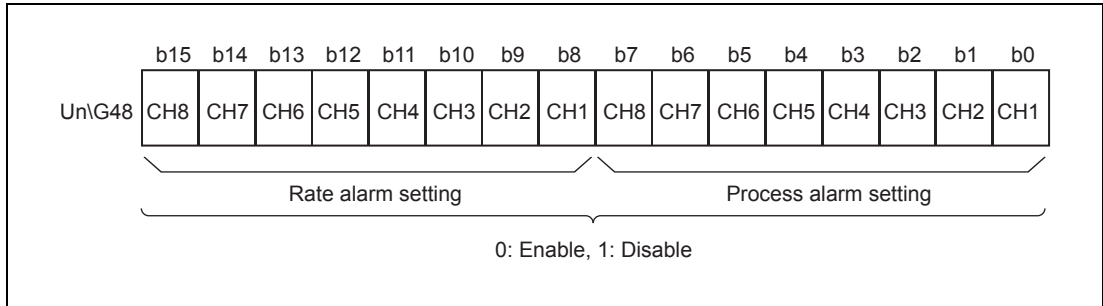 b15 b14 b13 b12 b11 b10 b9 b8 b7 b6 b5 b4 b3 b2 b1 b0
Un\G48 CH8 CH7 CH6 CH5 CH4 CH3 CH2 CH1 CH8 CH7 CH6 CH5 CH4 CH3 CH2 CH1
Rate alarm setting Process alarm setting
0: Enable, 1: Disable